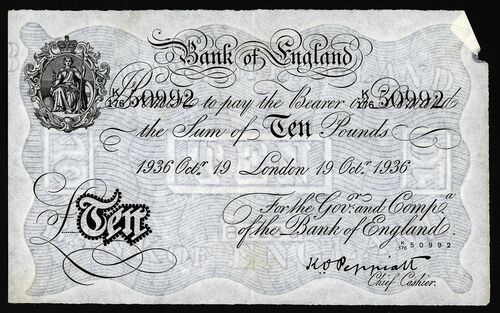 Bank of England
K/176 50992 I Promise to pay the Bearer on Demand K/176 50992
the Sum of Ten Pounds
1936 Octr. 19 London 19 Octr. 1936
For the Govr. and Compa.
of the Bank of England.
£Ten
K/176 50992
K O Peppiatt
Chief Cashier.